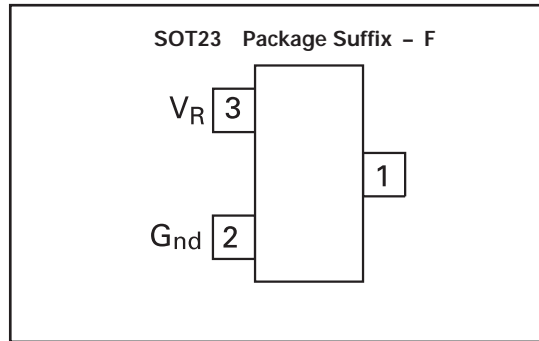 SOT23 Package Suffix – F
VR 3
1
Gnd 2